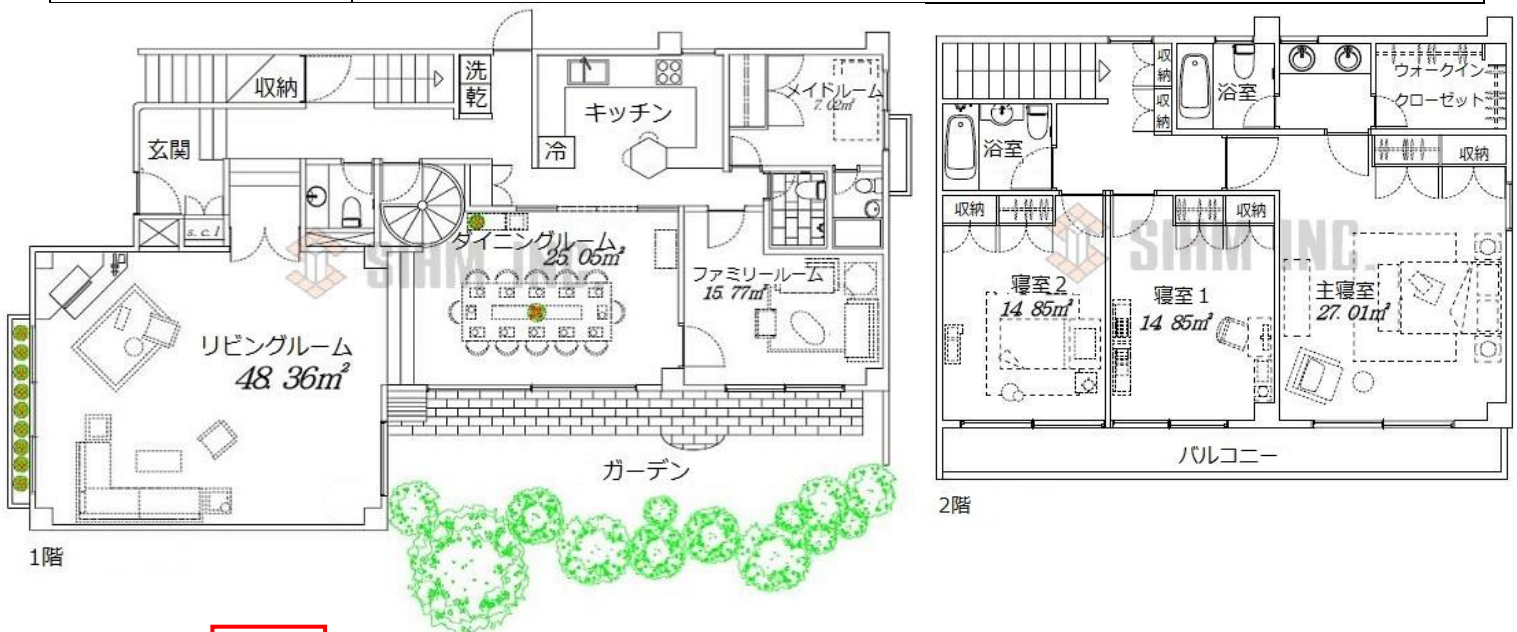 洗
乾
収納
キッチン
メイドルーム
7.02㎡
玄関
冷
s.c.l
SIHM INC.
ダイニングルーム
25.05㎡
ファミリールーム
15.77㎡
リビングルーム
48.36㎡
ガーデン
1階
収納
収納
浴室
ウォークイン
クローゼット
浴室
収納
収納
収納
SIHM INC.
寝室2
14.85㎡
寝室1
14.85㎡
主寝室
27.01㎡
バルコニー
2階